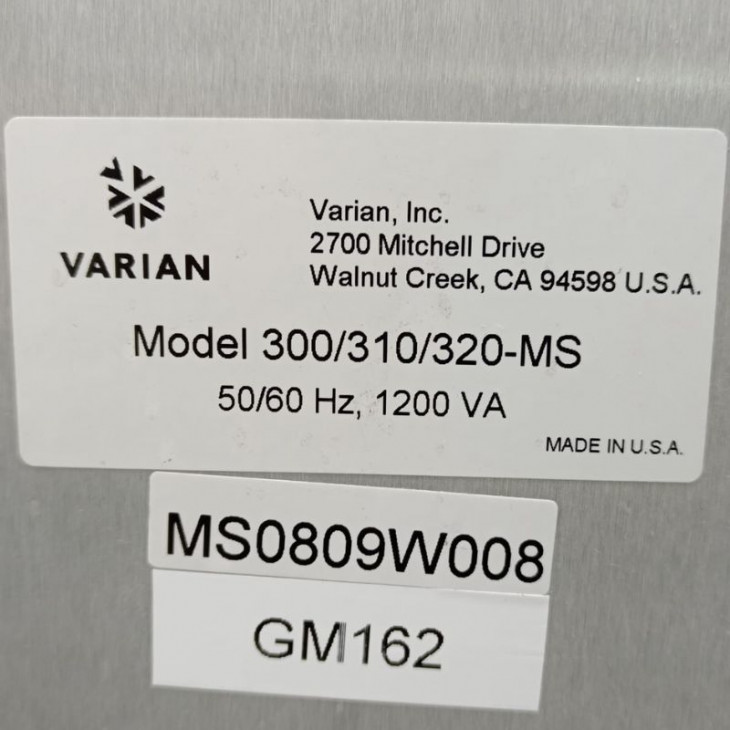 VARIAN
Varian, Inc.
2700 Mitchell Drive
Walnut Creek, CA 94598 U.S.A.
Model 300/310/320-MS
50/60 Hz, 1200 VA
MADE IN U.S.A.
MS0809W008
GM162